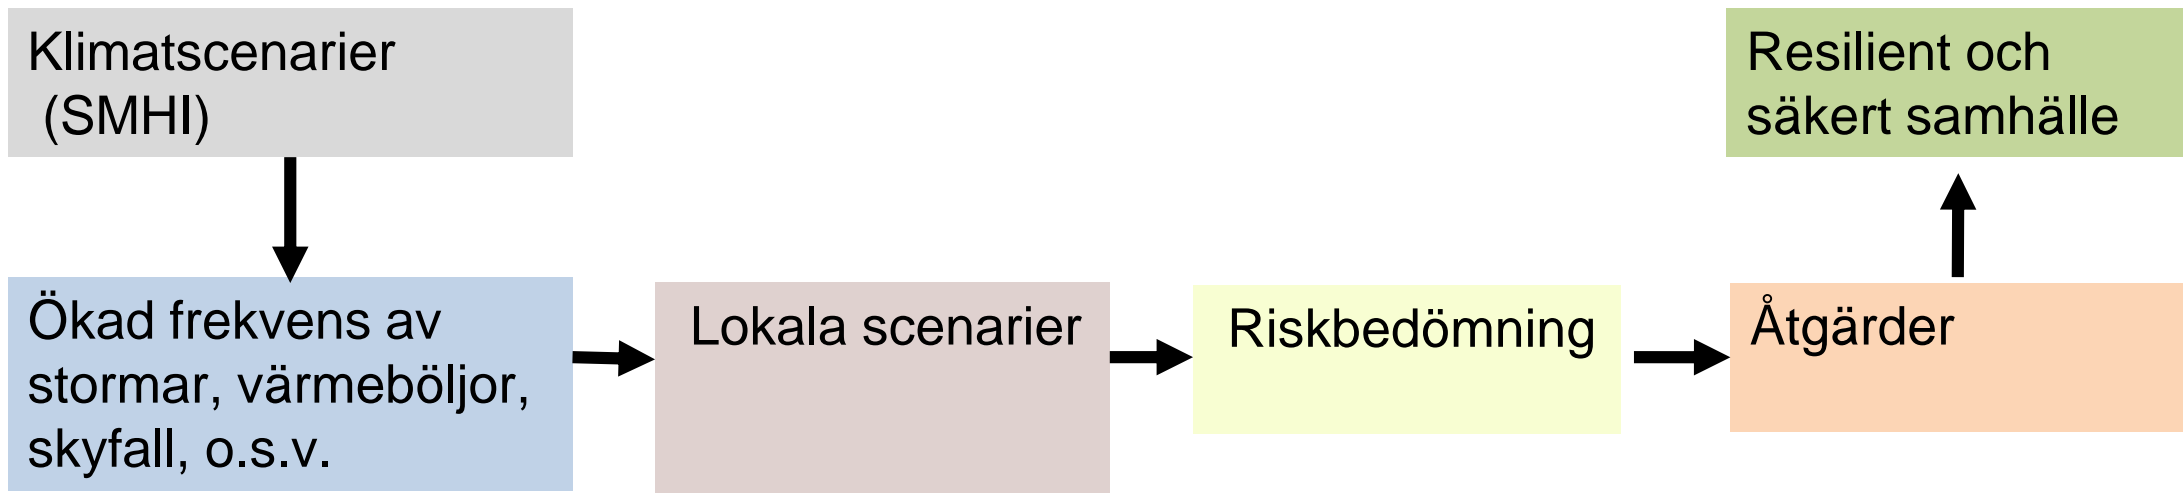 Klimatscenarier
(SMHI)
Ökad frekvens av
stormar, värmeböljor,
skyfall, o.s.v.
Lokala scenarier
Riskbedömning
Åtgärder
Resilient och
säkert samhälle